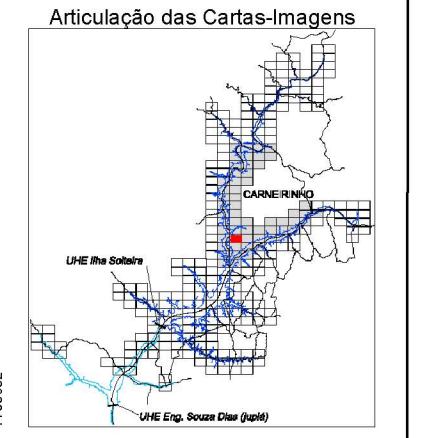 Articulação das Cartas-Imagens
CARNEIRINHO
UHE Ilha Solteira
UHE Eng. Souza Dias (jupiá)